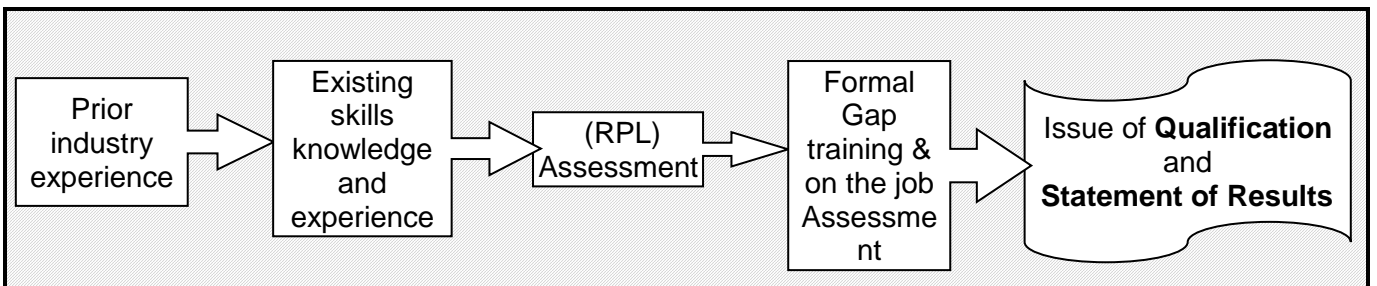 Prior
industry
experience
Existing
skills
knowledge
and
experience
(RPL)
Assessment
Formal
Gap
training &
on the job
Assessme
nt
Issue of Qualification
and
Statement of Results